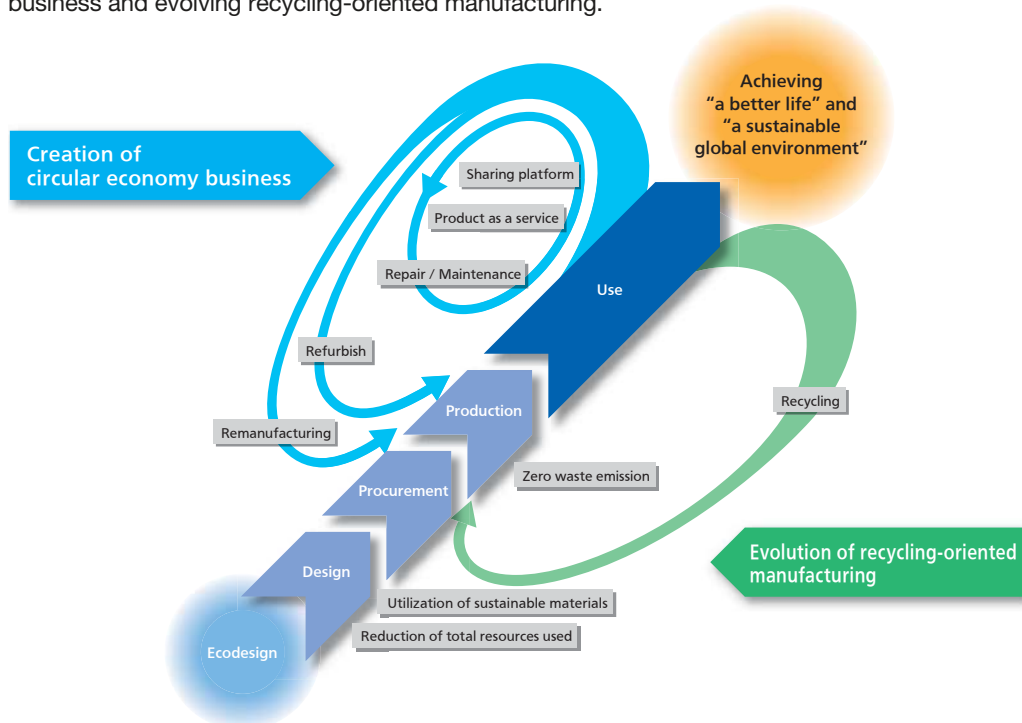 business and evolving recycling-oriented manufacturing.
Achieving
“a better life” and
“a sustainable
global environment”
Creation of
circular economy business
Sharing platform
Product as a service
Repair / Maintenance
Use
Refurbish
Remanufacturing
Production
Recycling
Procurement
Zero waste emission
Design
Evolution of recycling-oriented
manufacturing
Utilization of sustainable materials
Reduction of total resources used
Ecodesign